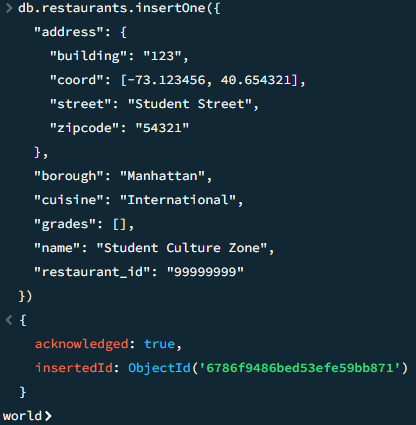 > db.restaurants.insertOne({
"address": {
"building": "123",
"coord": [-73.123456, 40.654321],
"street": "Student Street",
"zipcode": "54321"
},
"borough": "Manhattan",
"cuisine": "International",
"grades": [],
"name": "Student Culture Zone",
"restaurant_id": "99999999"
})
< {
acknowledged: true,
insertedId: ObjectId('6786f9486bed53efe59bb871')
}
world>